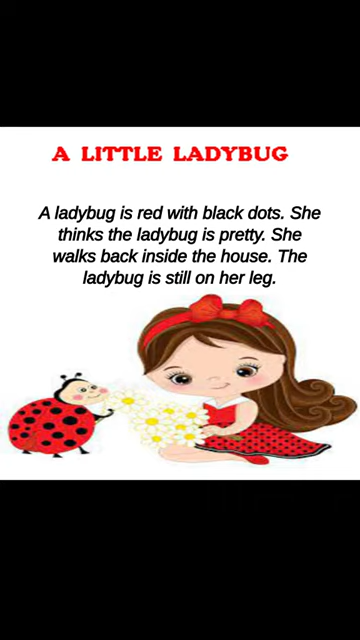 A LITTLE LADYBUG
A ladybug is red with black dots. She
thinks the ladybug is pretty. She
walks back inside the house. The
ladybug is still on her leg.